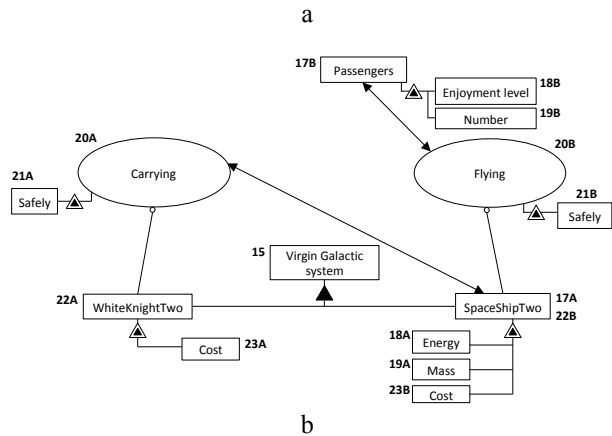 a
17B
Passengers
18B
Enjoyment level
Number
19B
20A
20B
Carrying
Flying
21A
Safely
21B
Safely
15
Virgin Galactic
system
22A
WhiteKnightTwo
17A
SpaceShipTwo
22B
18A
Energy
23A
Cost
19A
Mass
23B
Cost
b